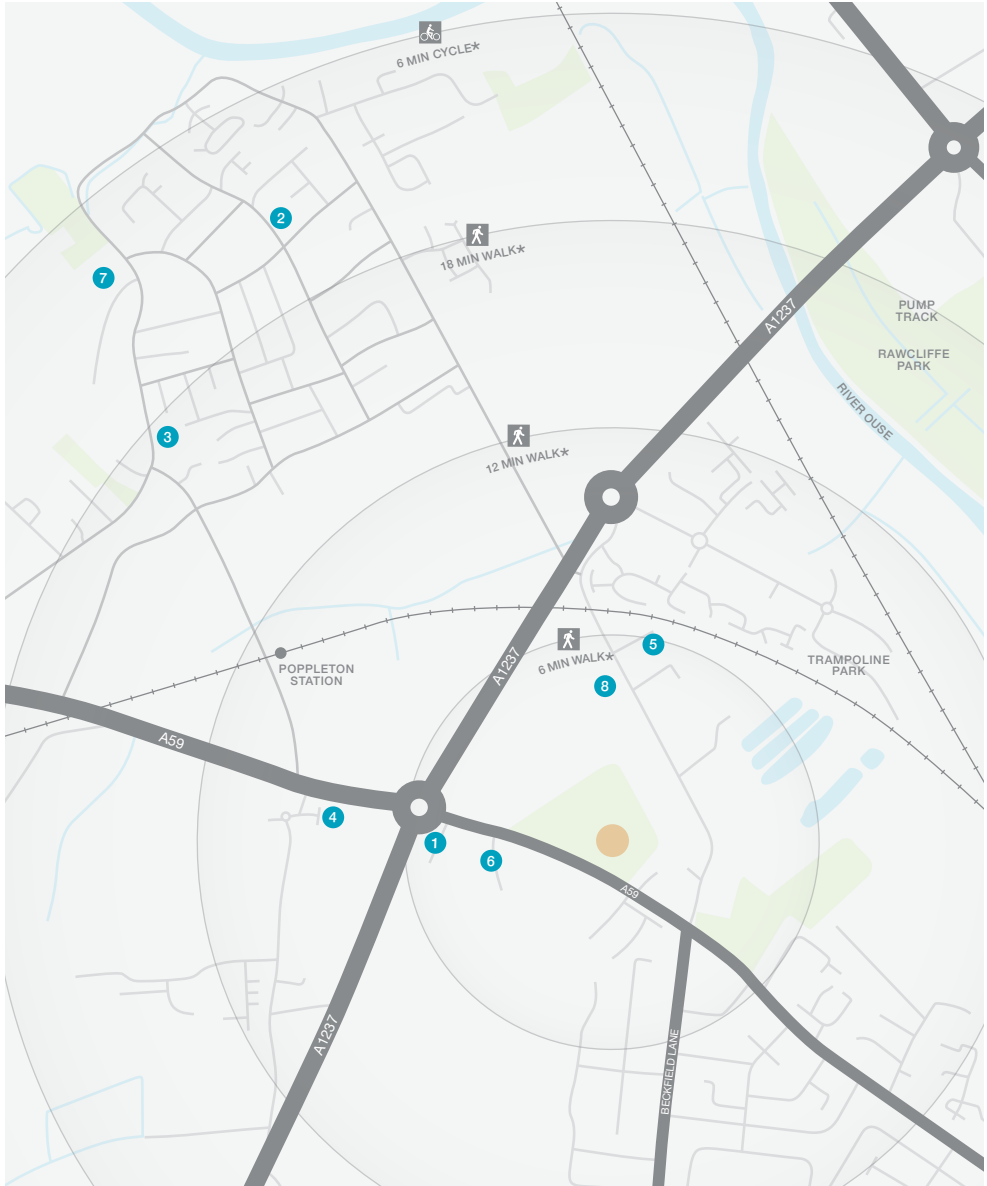 6 MIN CYCLE*
2
18 MIN WALK*
7
A1237
PUMP
TRACK
RAWCLIFFE
PARK
RIVER OUSE
3
12 MIN WALK*
5
6 MIN WALK*
A1237
POPPLETON
STATION
TRAMPOLINE
PARK
8
A59
4
1
6
A59
A1237
BECKFIELD LANE